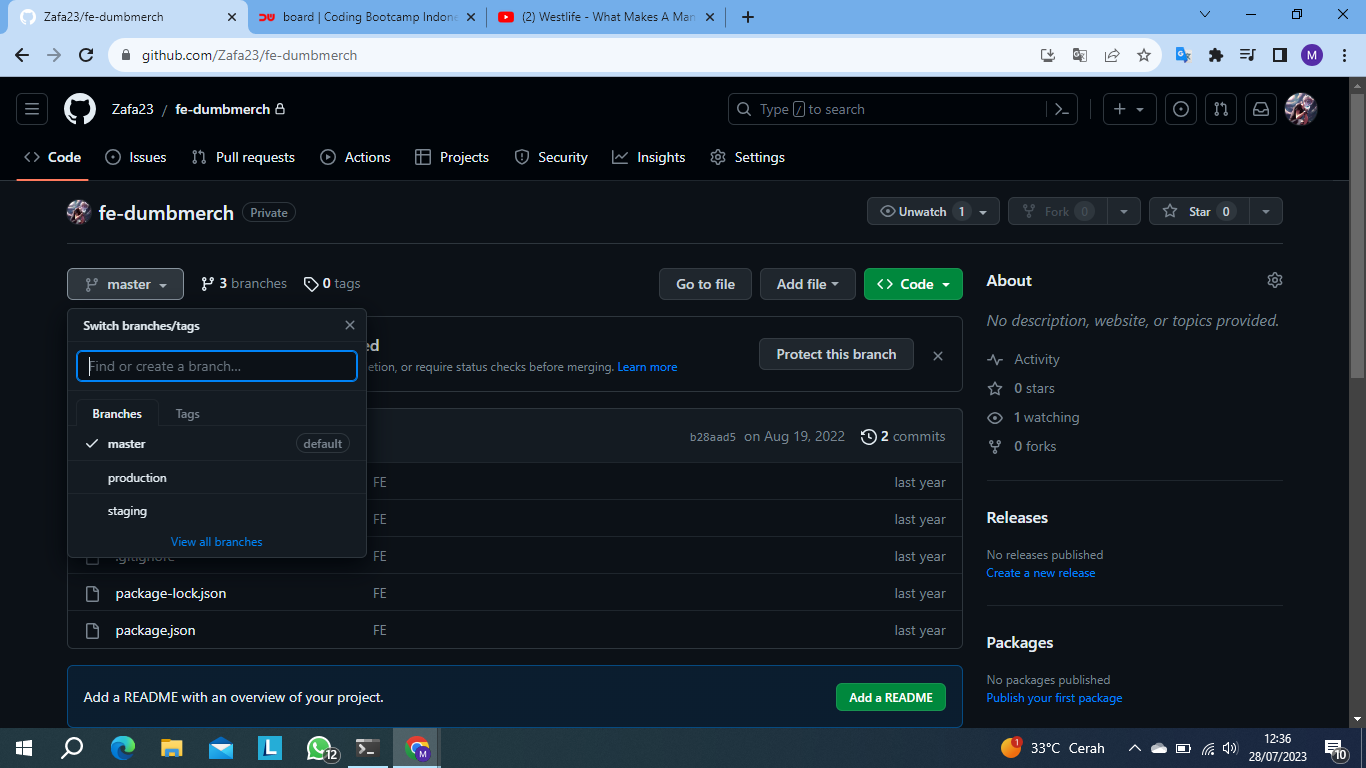 Zafa23/fe-dumbmerch
board | Coding Bootcamp Indone
(2) Westlife - What Makes A Man
github.com/Zafa23/fe-dumbmerch
M
Zafa23 / fe-dumbmerch
Type / to search
Code
Issues
Pull requests
Actions
Projects
Security
Insights
Settings
fe-dumbmerch Private
Unwatch 1
Fork 0
Star 0
master
3 branches
0 tags
Go to file
Add file
Code
About
No description, website, or topics provided.
Switch branches/tags
Find or create a branch...
Branches
Tags
master default
production
staging
View all branches
ed
etion, or require status checks before merging. Learn more
Protect this branch
b28aad5 on Aug 19, 2022 2 commits
FE last year
FE last year
.gitignore FE last year
package-lock.json FE last year
package.json FE last year
Add a README with an overview of your project.
Add a README
Activity
0 stars
1 watching
0 forks
Releases
No releases published
Create a new release
Packages
No packages published
Publish your first package
L
12
M
1
33°C Cerah
12:36
28/07/2023
10